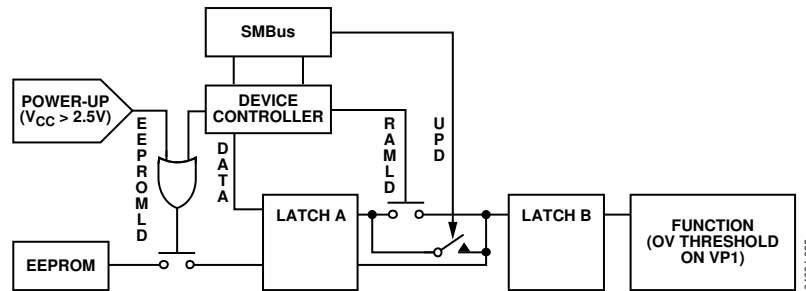 SMBus
POWER-UP
(VCC > 2.5V)
DEVICE
CONTROLLER
EEPROMLD
DATA
RAMLD
UPD
EEPROM
LATCH A
LATCH B
FUNCTION
(OV THRESHOLD
ON VP1)